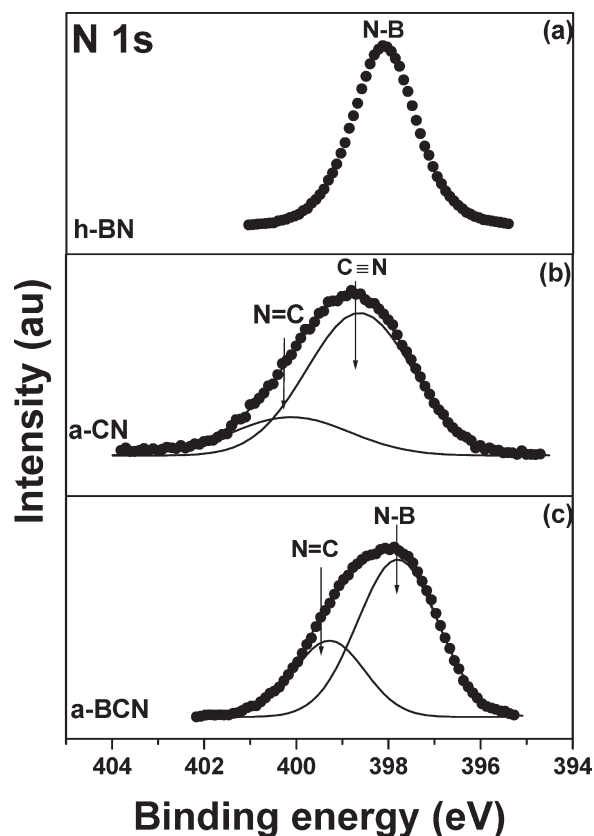 N 1s
N-B
(a)
h-BN
C≡N
(b)
N=C
a-CN
N-B
(c)
N=C
a-BCN
Intensity (au)
404 402 400 398 396 394
Binding energy (eV)